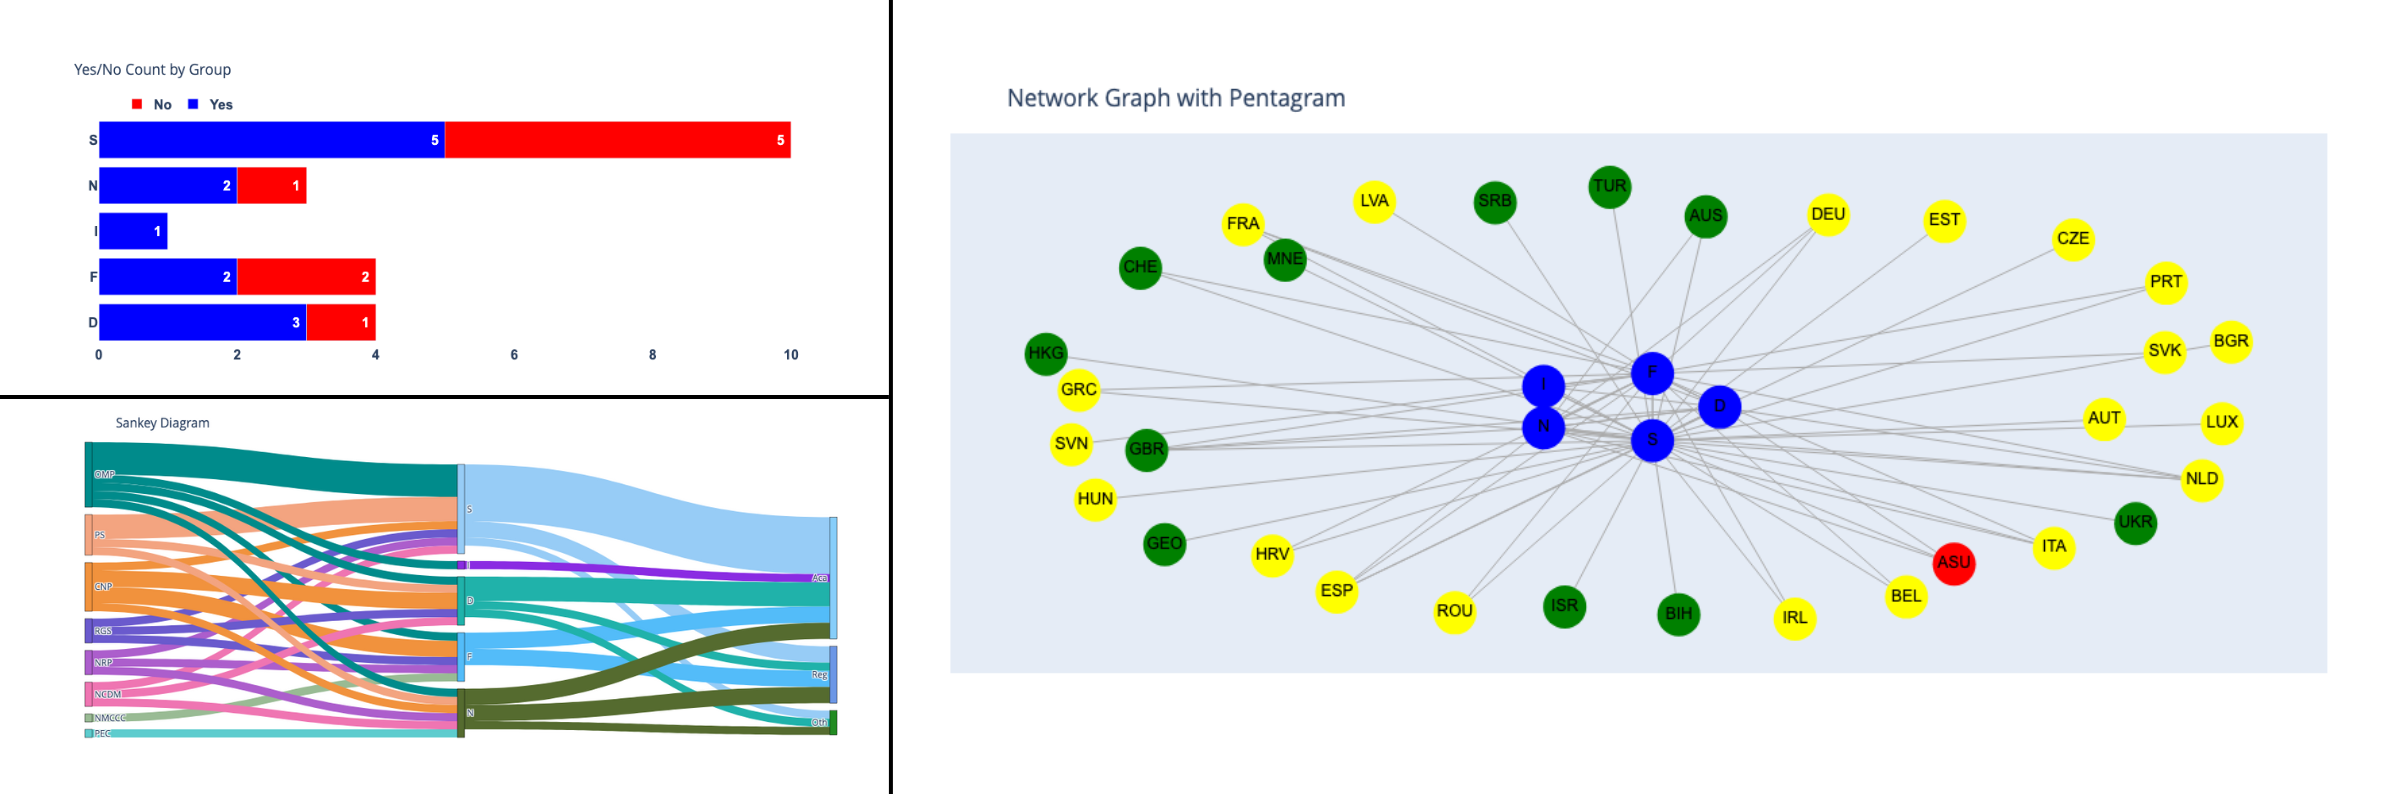 Yes/No Count by Group
No Yes
S 5 5
N 2 1
I 1
F 2 2
D 3 1
0 2 4 6 8 10
Sankey Diagram
OMP
PS
CNP
RGS
NRP
NCDM
NMCCC
PEC
S
I
D
F
N
Aca
Reg
Oth
Network Graph with Pentagram
TUR
LVA SRB
FRA AUS DEU EST
CZE
MNE
CHE
PRT
HKG SVK BGR
GRC I F
D
SVN N S AUT LUX
GBR
HUN NLD
UKR
GEO HRV ITA
ASU
ESP BEL
ROU ISR BIH IRL